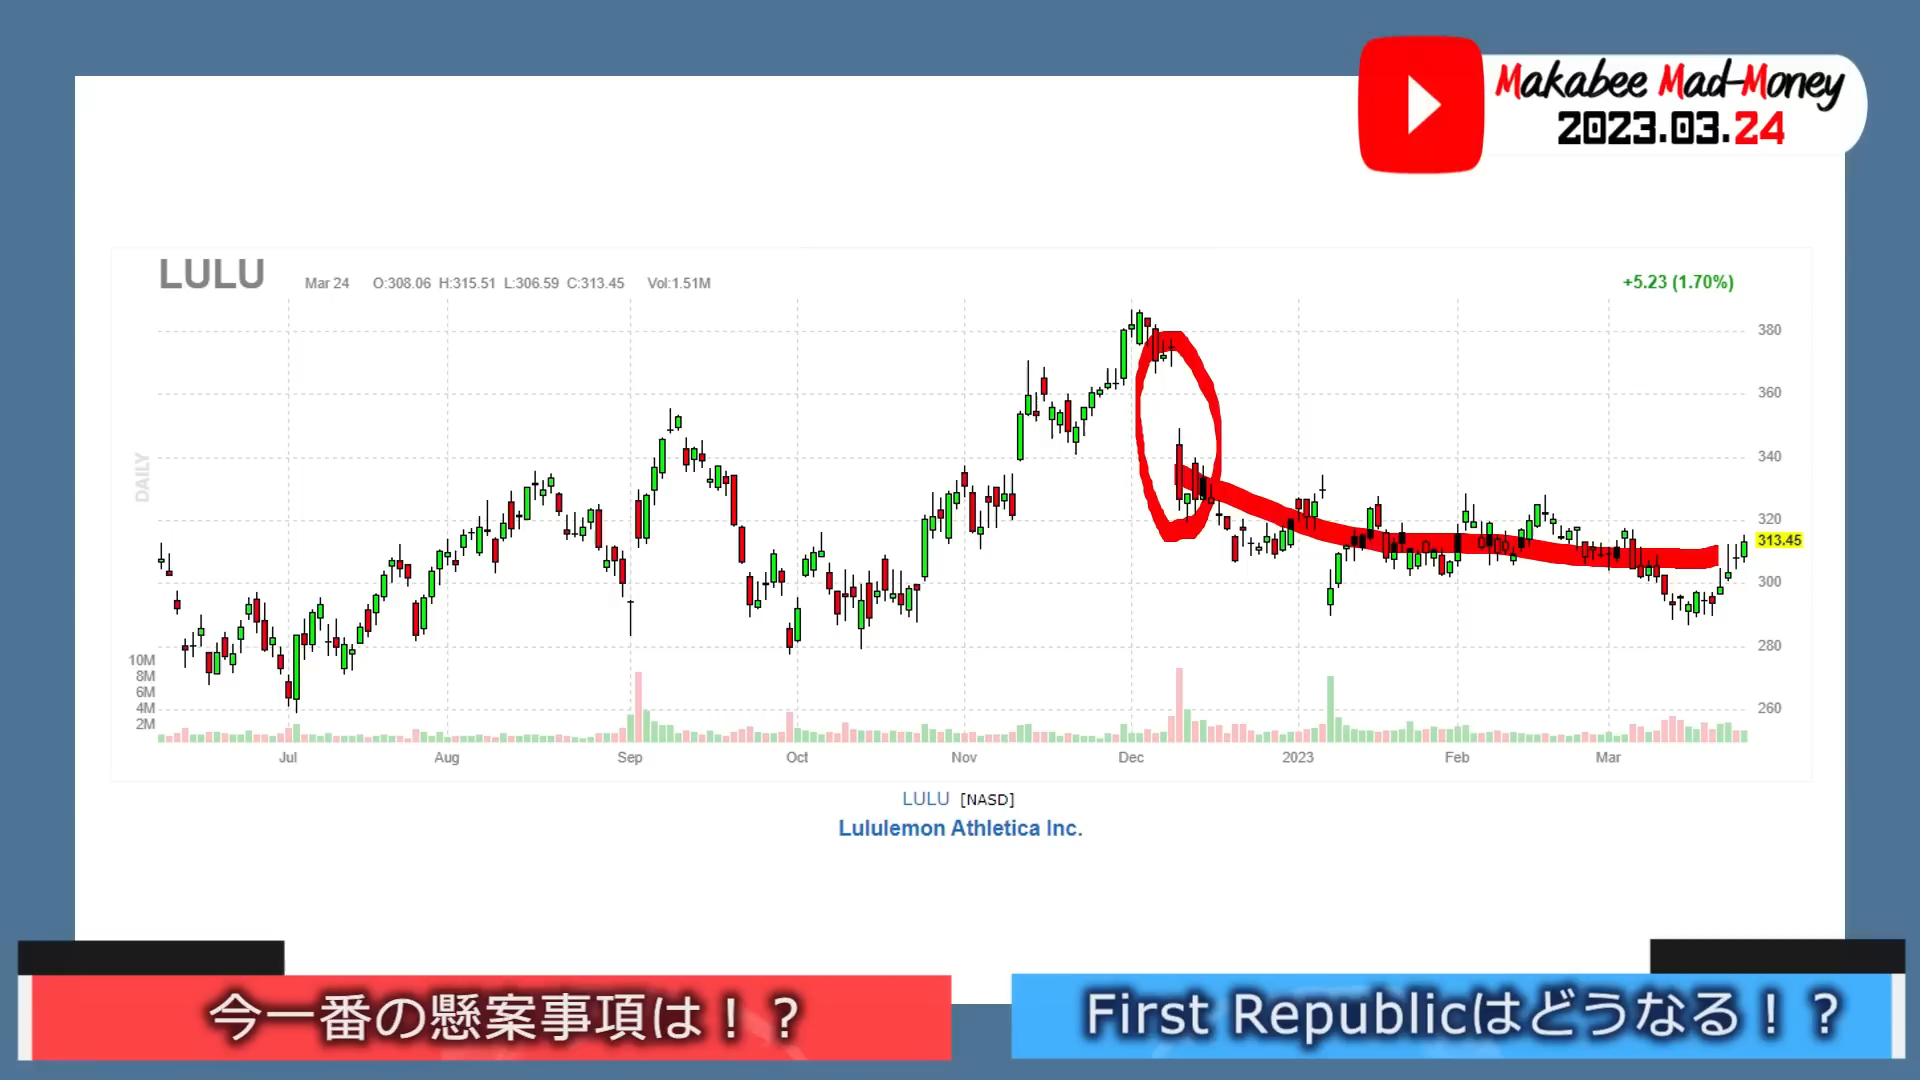 Makabee Mad-Money
2023.03.24
LULU Mar 24 O:308.06 H:315.51 L:306.59 C:313.45 Vol:1.51M +5.23 (1.70%)
380
360
340
320
313.45
300
280
260
DAILY
10M
8M
6M
4M
2M
Jul Aug Sep Oct Nov Dec 2023 Feb Mar
LULU [NASD]
Lululemon Athletica Inc.
今一番の懸案事項は！？
First Republicはどうなる！？